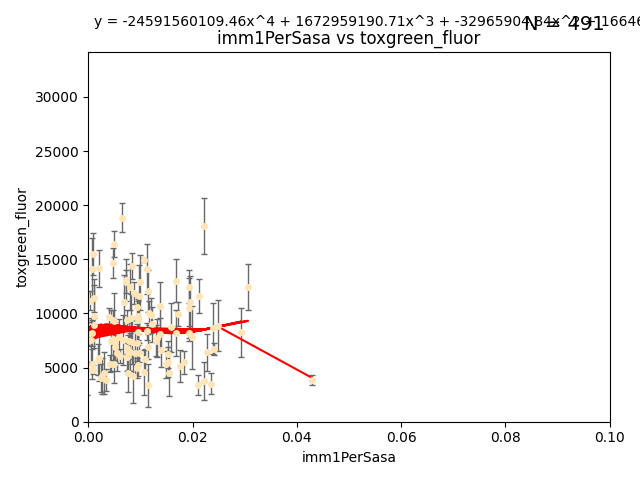 y = -24591560109.46x^4 + 1672959190.71x^3 +
N = 491
imm1PerSasa vs toxgreen_fluor
toxgreen_fluor
30000
25000
20000
15000
10000
5000
0
0.00 0.02 0.04 0.06 0.08 0.10
imm1PerSasa